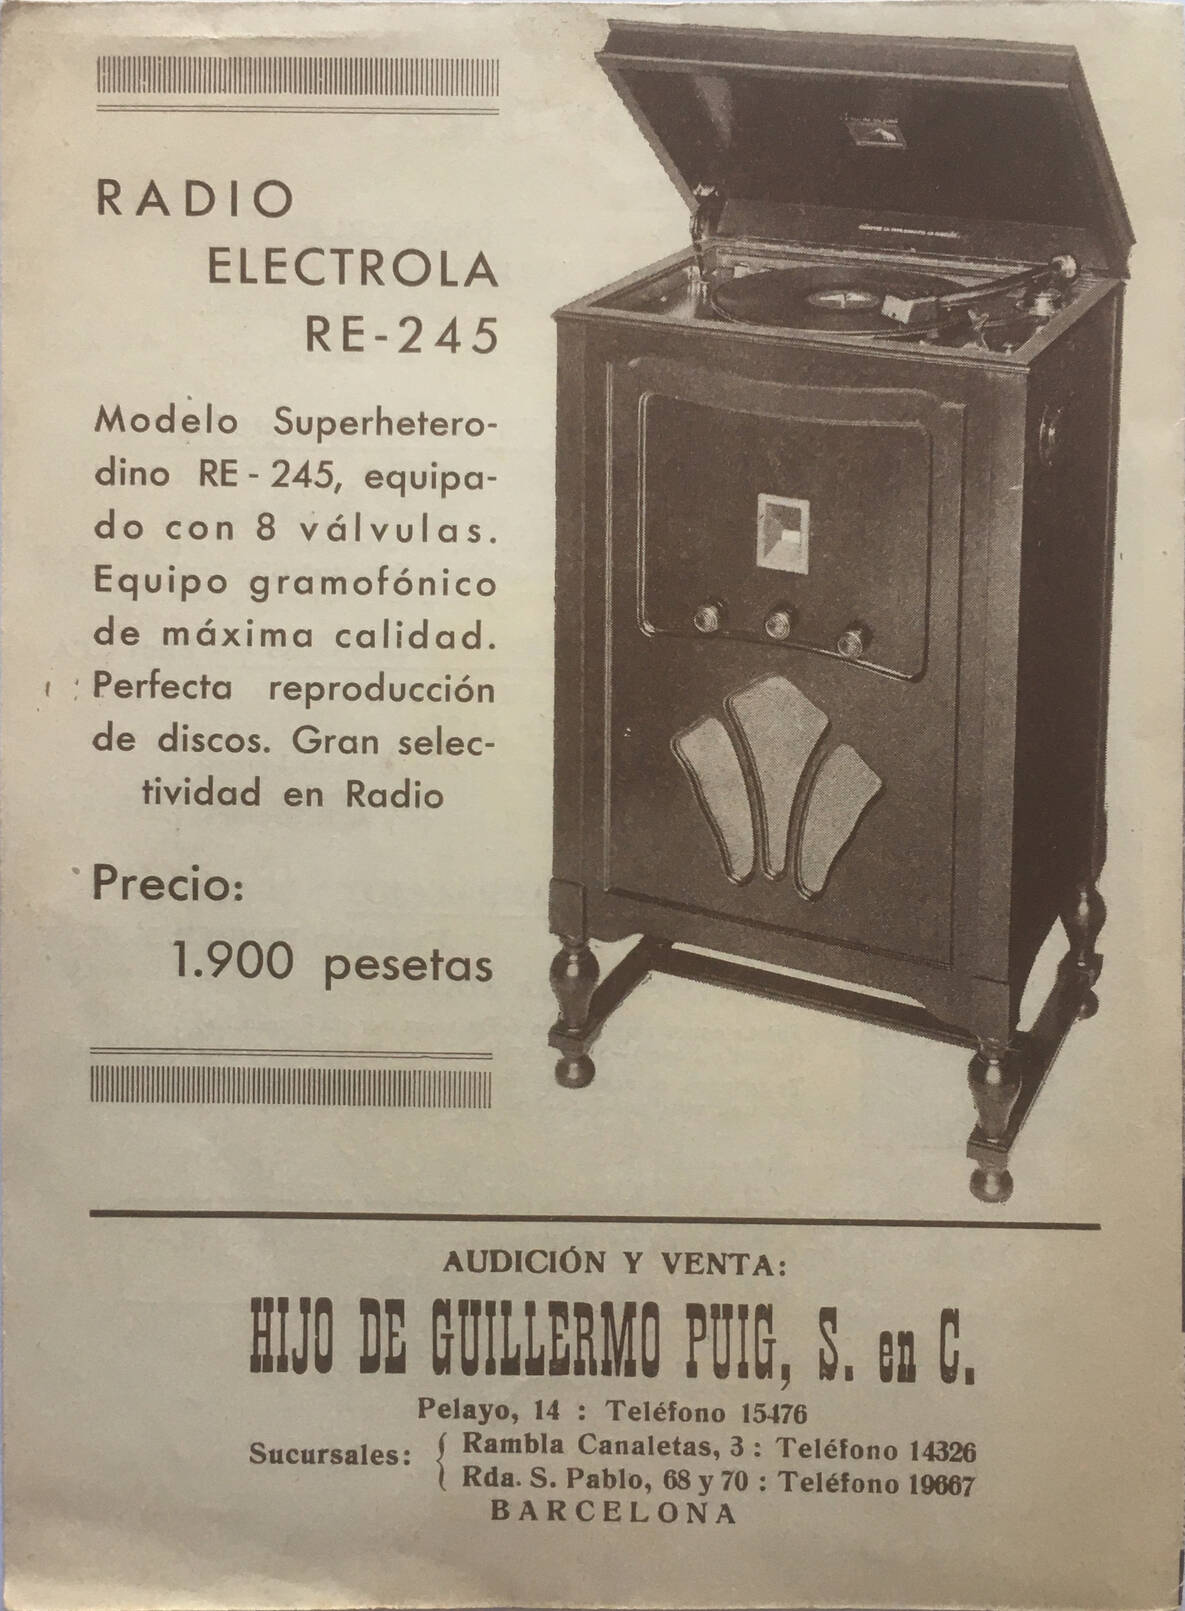 RADIO
ELECTROLA
RE-245
Modelo Superhetero-
dino RE-245, equipa-
do con 8 válvulas.
Equipo gramofónico
de máxima calidad.
Perfecta reproducción
de discos. Gran selec-
tividad en Radio
Precio:
1.900 pesetas
AUDICIÓN Y VENTA:
HIJO DE GUILLERMO PUIG, S. en C.
Pelayo, 14 : Teléfono 15476
Sucursales: { Rambla Canaletas, 3 : Teléfono 14326
Rda. S. Pablo, 68 y 70 : Teléfono 19667
BARCELONA